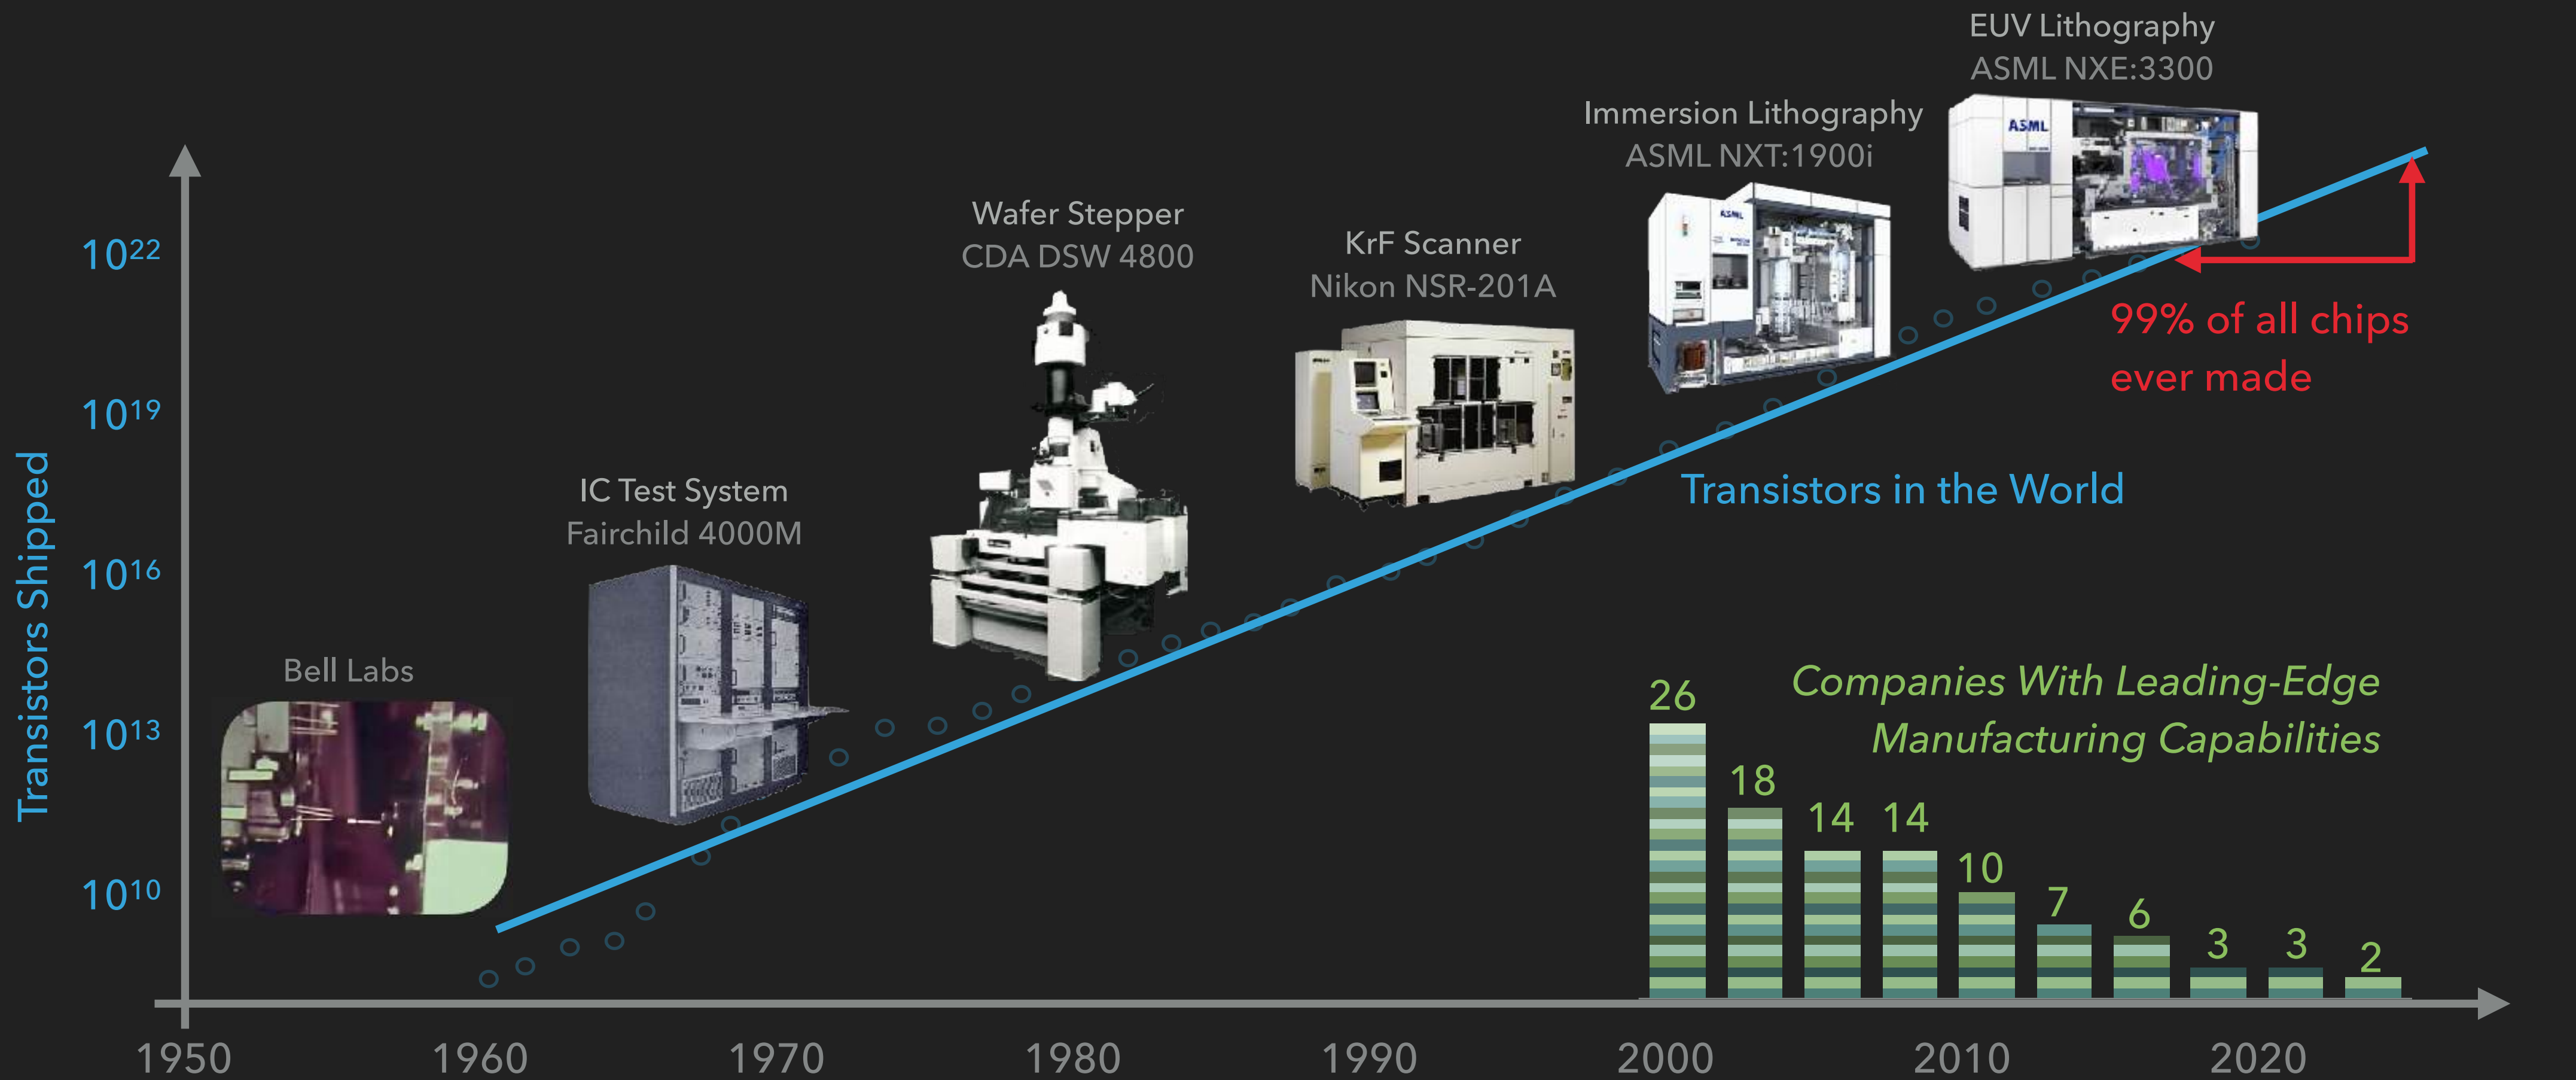 EUV Lithography
ASML NXE:3300
Immersion Lithography
ASML NXT:1900i
ASML
ASML
Wafer Stepper
CDA DSW 4800
KrF Scanner
Nikon NSR-201A
IC Test System
Fairchild 4000M
Bell Labs
Transistors Shipped
10²²
10¹⁹
10¹⁶
10¹³
10¹⁰
99% of all chips
ever made
Transistors in the World
Companies With Leading-Edge
Manufacturing Capabilities
26
18
14
14
10
7
6
3
3
2
1950
1960
1970
1980
1990
2000
2010
2020